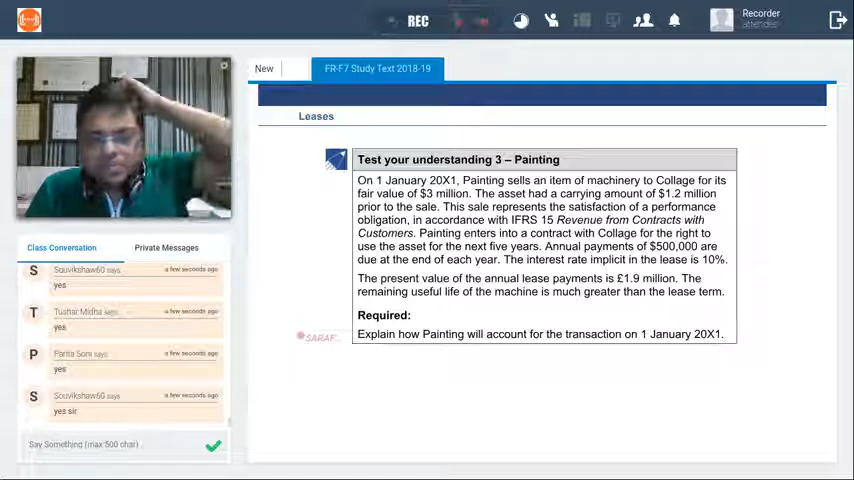 REC
Recorder
attendee
New
FR-F7 Study Text 2018-19
Leases
Test your understanding 3 – Painting
On 1 January 20X1, Painting sells an item of machinery to Collage for its
fair value of $3 million. The asset had a carrying amount of $1.2 million
prior to the sale. This sale represents the satisfaction of a performance
obligation, in accordance with IFRS 15 Revenue from Contracts with
Customers. Painting enters into a contract with Collage for the right to
use the asset for the next five years. Annual payments of $500,000 are
due at the end of each year. The interest rate implicit in the lease is 10%.
The present value of the annual lease payments is £1.9 million. The
remaining useful life of the machine is much greater than the lease term.
Required:
Explain how Painting will account for the transaction on 1 January 20X1.
SARAF...
Class Conversation
Private Messages
S
Souvikshaw60 says
a few seconds ago
yes
T
Tushar Midha says
a few seconds ago
yes
P
Parita Soni says
a few seconds ago
yes
S
Souvikshaw60 says
a few seconds ago
yes sir
Say Something (max 500 char)